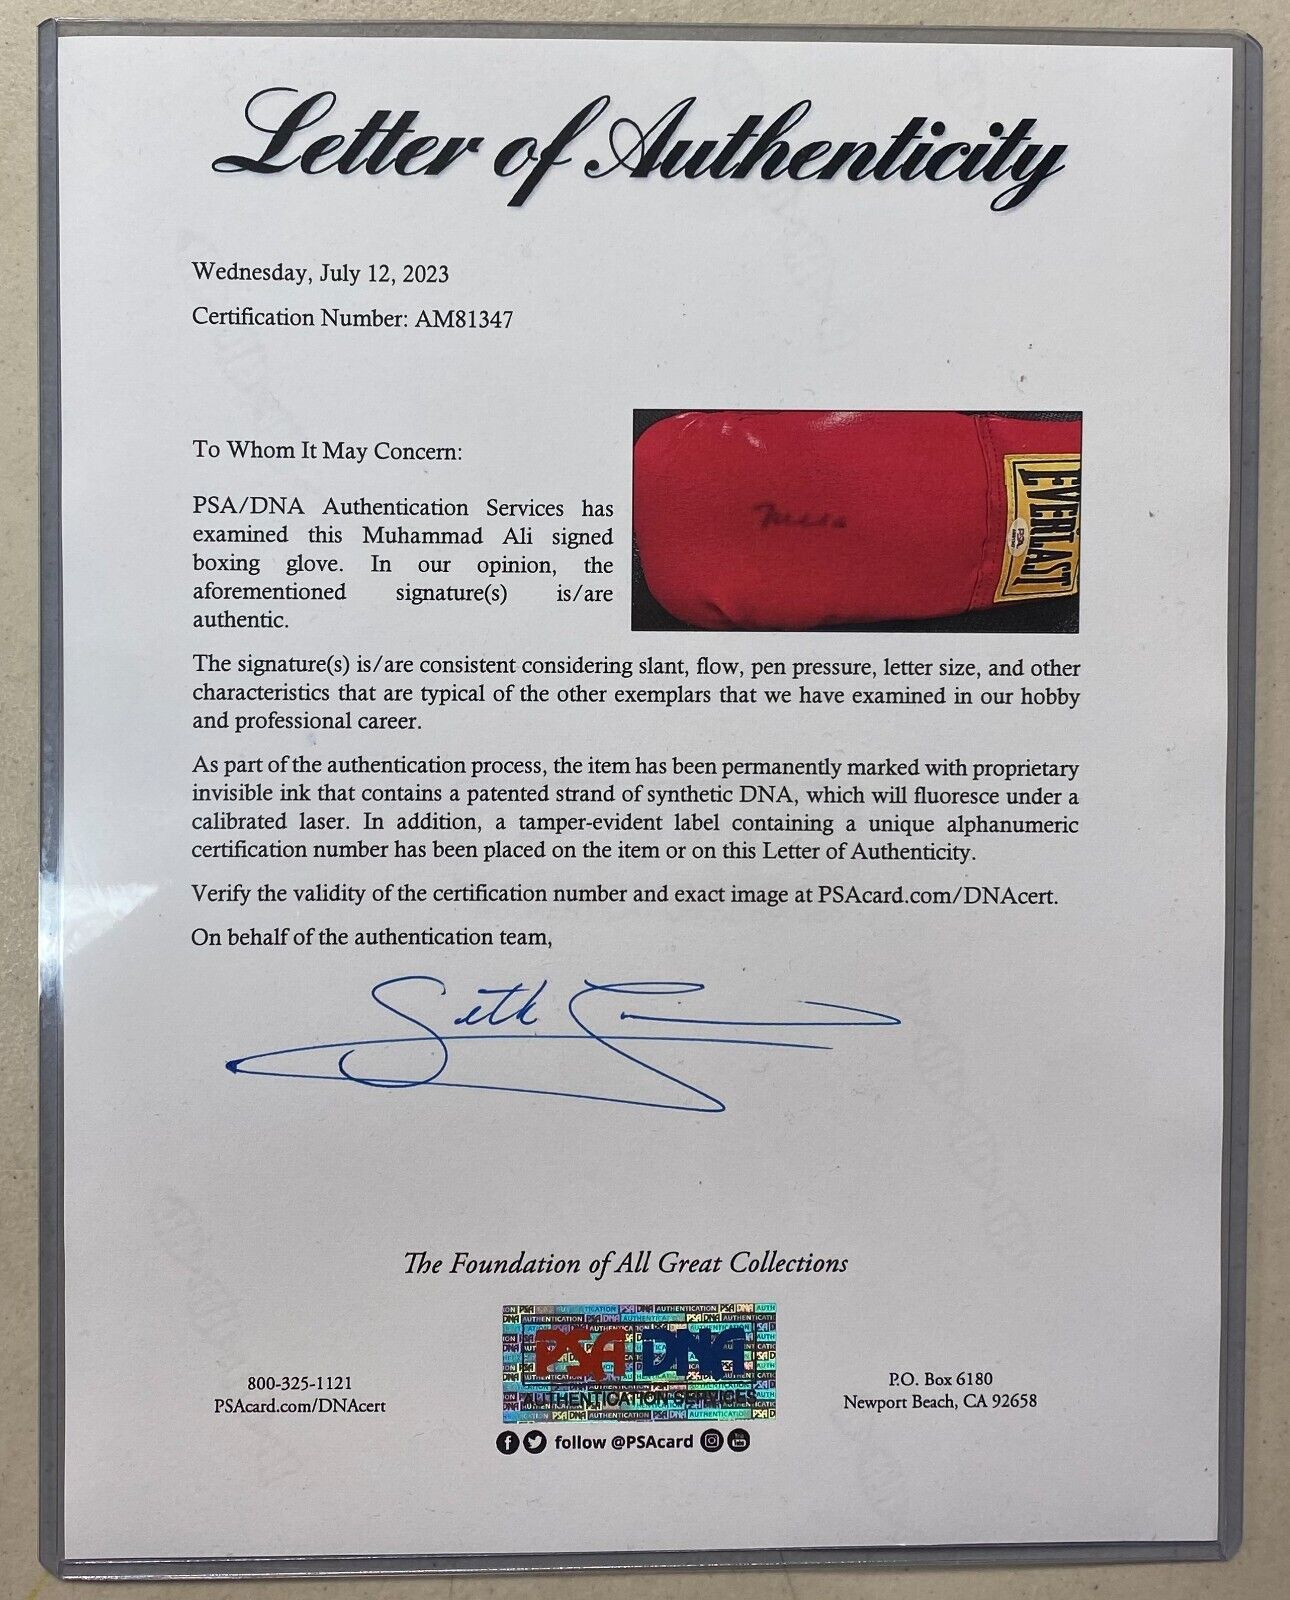 Letter of Authenticity
Wednesday, July 12, 2023
Certification Number: AM81347
To Whom It May Concern:
PSA/DNA Authentication Services has
examined this Muhammad Ali signed
boxing glove. In our opinion, the
aforementioned signature(s) is/are
authentic.
EVERLAST
PSA
The signature(s) is/are consistent considering slant, flow, pen pressure, letter size, and other
characteristics that are typical of the other exemplars that we have examined in our hobby
and professional career.
As part of the authentication process, the item has been permanently marked with proprietary
invisible ink that contains a patented strand of synthetic DNA, which will fluoresce under a
calibrated laser. In addition, a tamper-evident label containing a unique alphanumeric
certification number has been placed on the item or on this Letter of Authenticity.
Verify the validity of the certification number and exact image at PSAcard.com/DNAcert.
On behalf of the authentication team,
Seth
The Foundation of All Great Collections
PSA DNA
AUTHENTICATION SERVICES
800-325-1121
PSAcard.com/DNAcert
P.O. Box 6180
Newport Beach, CA 92658
follow @PSAcard